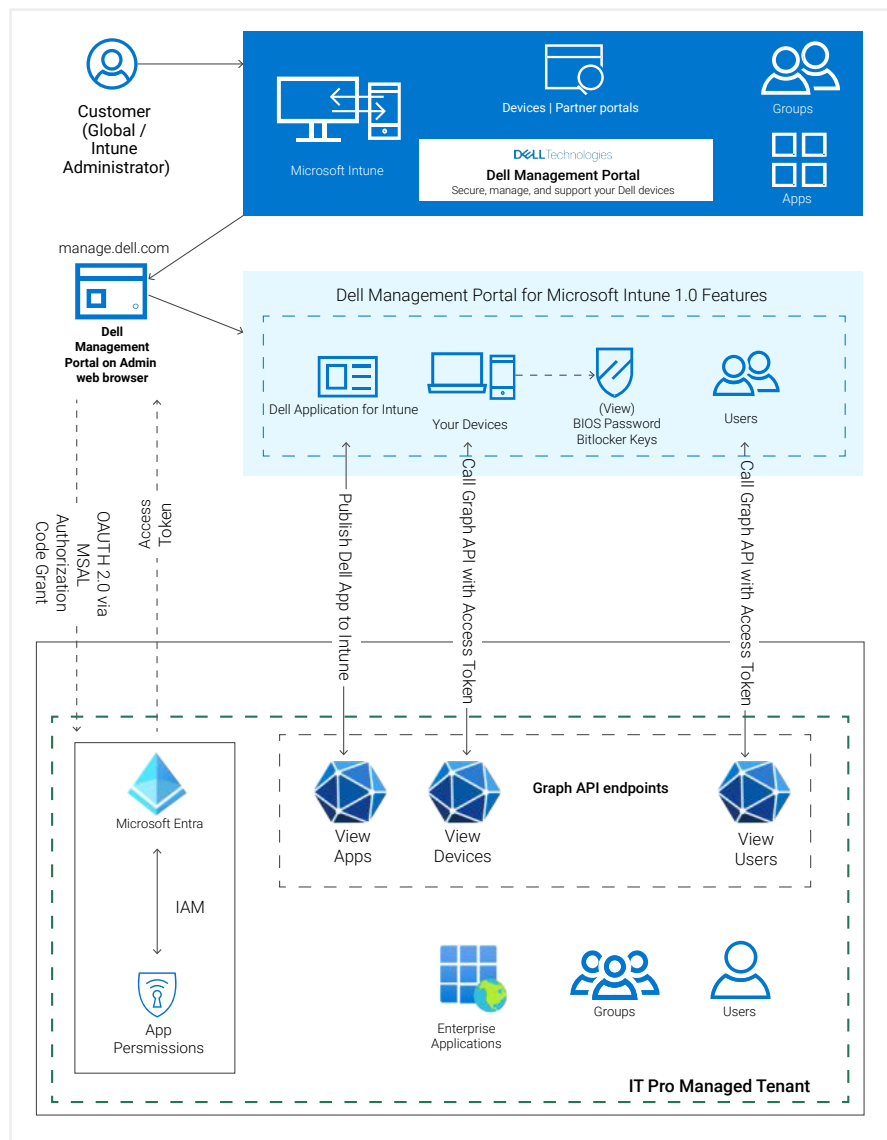 Customer
(Global /
Intune
Administrator)
Microsoft Intune
Devices | Partner portals
Groups
DELLTechnologies
Dell Management Portal
Secure, manage, and support your Dell devices
Apps
manage.dell.com
Dell
Management
Portal on Admin
web browser
Dell Management Portal for Microsoft Intune 1.0 Features
Dell Application for Intune
Your Devices
(View)
BIOS Password
Bitlocker Keys
Users
OAUTH 2.0 via
MSAL
Authorization
Code Grant
Token
Access
Publish Dell App to Intune
Call Graph API with Access Token
Call Graph API with Access Token
Microsoft Entra
IAM
App
Persmissions
Graph API endpoints
View
Apps
View
Devices
View
Users
Enterprise
Applications
Groups
Users
IT Pro Managed Tenant